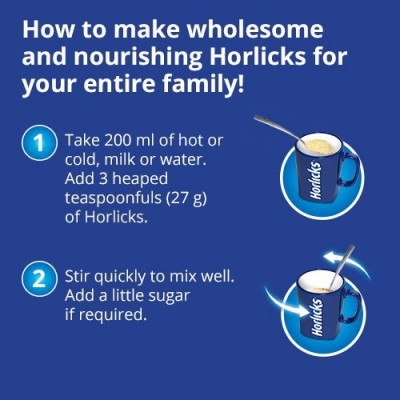 How to make wholesome
and nourishing Horlicks for
your entire family!
1
Take 200 ml of hot or
cold, milk or water.
Add 3 heaped
teaspoonfuls (27 g)
of Horlicks.
Horlicks
2
Stir quickly to mix well.
Add a little sugar
if required.
Horlicks